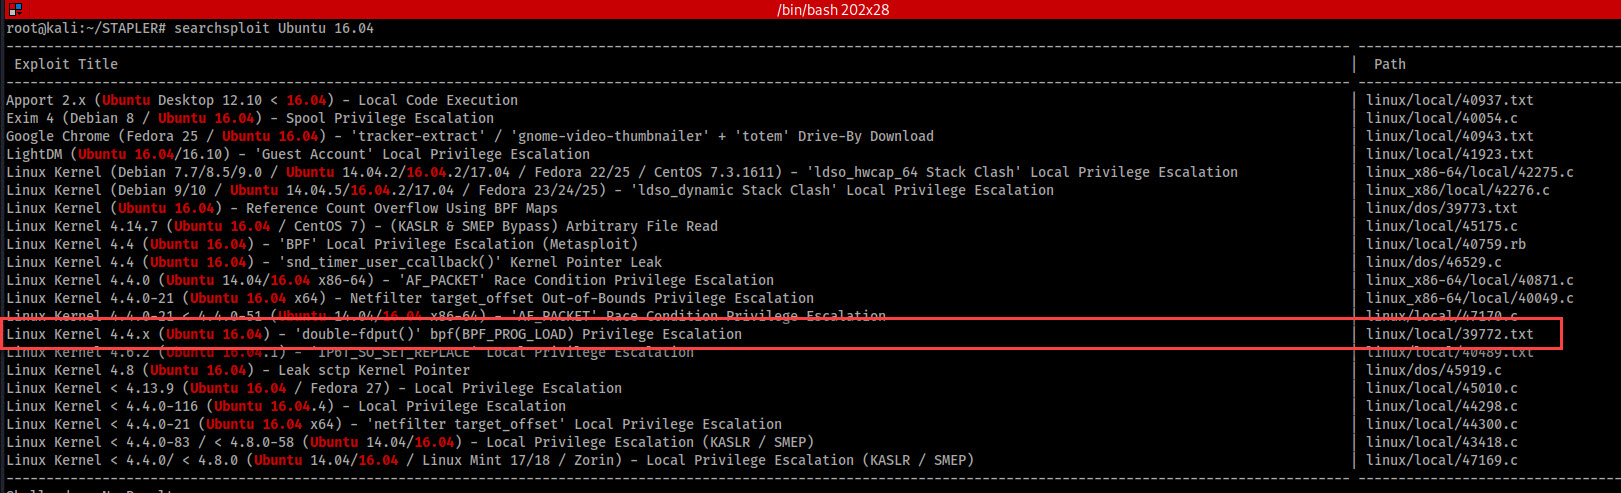 /bin/bash 202x28
root@kali:~/STAPLER# searchsploit Ubuntu 16.04
Exploit Title | Path
Apport 2.x (Ubuntu Desktop 12.10 < 16.04) - Local Code Execution | linux/local/40937.txt
Exim 4 (Debian 8 / Ubuntu 16.04) - Spool Privilege Escalation | linux/local/40054.c
Google Chrome (Fedora 25 / Ubuntu 16.04) - 'tracker-extract' / 'gnome-video-thumbnailer' + 'totem' Drive-By Download | linux/local/40943.txt
LightDM (Ubuntu 16.04/16.10) - 'Guest Account' Local Privilege Escalation | linux/local/41923.txt
Linux Kernel (Debian 7.7/8.5/9.0 / Ubuntu 14.04.2/16.04.2/17.04 / Fedora 22/25 / CentOS 7.3.1611) - 'ldso_hwcap_64 Stack Clash' Local Privilege Escalation | linux_x86-64/local/42275.c
Linux Kernel (Debian 9/10 / Ubuntu 14.04.5/16.04.2/17.04 / Fedora 23/24/25) - 'ldso_dynamic Stack Clash' Local Privilege Escalation | linux_x86/local/42276.c
Linux Kernel (Ubuntu 16.04) - Reference Count Overflow Using BPF Maps | linux/dos/39773.txt
Linux Kernel 4.14.7 (Ubuntu 16.04 / CentOS 7) - (KASLR & SMEP Bypass) Arbitrary File Read | linux/local/45175.c
Linux Kernel 4.4 (Ubuntu 16.04) - 'BPF' Local Privilege Escalation (Metasploit) | linux/local/40759.rb
Linux Kernel 4.4 (Ubuntu 16.04) - 'snd_timer_user_ccallback()' Kernel Pointer Leak | linux/dos/46529.c
Linux Kernel 4.4.0 (Ubuntu 14.04/16.04 x86-64) - 'AF_PACKET' Race Condition Privilege Escalation | linux_x86-64/local/40871.c
Linux Kernel 4.4.0-21 (Ubuntu 16.04 x64) - Netfilter target_offset Out-of-Bounds Privilege Escalation | linux_x86-64/local/40049.c
Linux Kernel 4.4.0-21 < 4.4.0-51 (Ubuntu 14.04/16.04 x86-64) - 'AF_PACKET' Race Condition Privilege Escalation | linux/local/47170.c
Linux Kernel 4.4.x (Ubuntu 16.04) - 'double-fdput()' bpf(BPF_PROG_LOAD) Privilege Escalation | linux/local/39772.txt
Linux Kernel 4.6.2 (Ubuntu 16.04.1) - 'IP6T_SO_SET_REPLACE' Local Privilege Escalation | linux/local/40489.txt
Linux Kernel 4.8 (Ubuntu 16.04) - Leak sctp Kernel Pointer | linux/dos/45919.c
Linux Kernel < 4.13.9 (Ubuntu 16.04 / Fedora 27) - Local Privilege Escalation | linux/local/45010.c
Linux Kernel < 4.4.0-116 (Ubuntu 16.04.4) - Local Privilege Escalation | linux/local/44298.c
Linux Kernel < 4.4.0-21 (Ubuntu 16.04 x64) - 'netfilter target_offset' Local Privilege Escalation | linux/local/44300.c
Linux Kernel < 4.4.0-83 / < 4.8.0-58 (Ubuntu 14.04/16.04) - Local Privilege Escalation (KASLR / SMEP) | linux/local/43418.c
Linux Kernel < 4.4.0/ < 4.8.0 (Ubuntu 14.04/16.04 / Linux Mint 17/18 / Zorin) - Local Privilege Escalation (KASLR / SMEP) | linux/local/47169.c